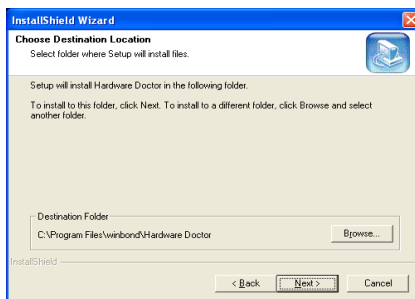 InstallShield Wizard
Choose Destination Location
Select folder where Setup will install files.
Setup will install Hardware Doctor in the following folder.
To install to this folder, click Next. To install to a different folder, click Browse and select
another folder.
Destination Folder
C:\Program Files\winbond\Hardware Doctor
Browse...
InstallShield
< Back
Next >
Cancel